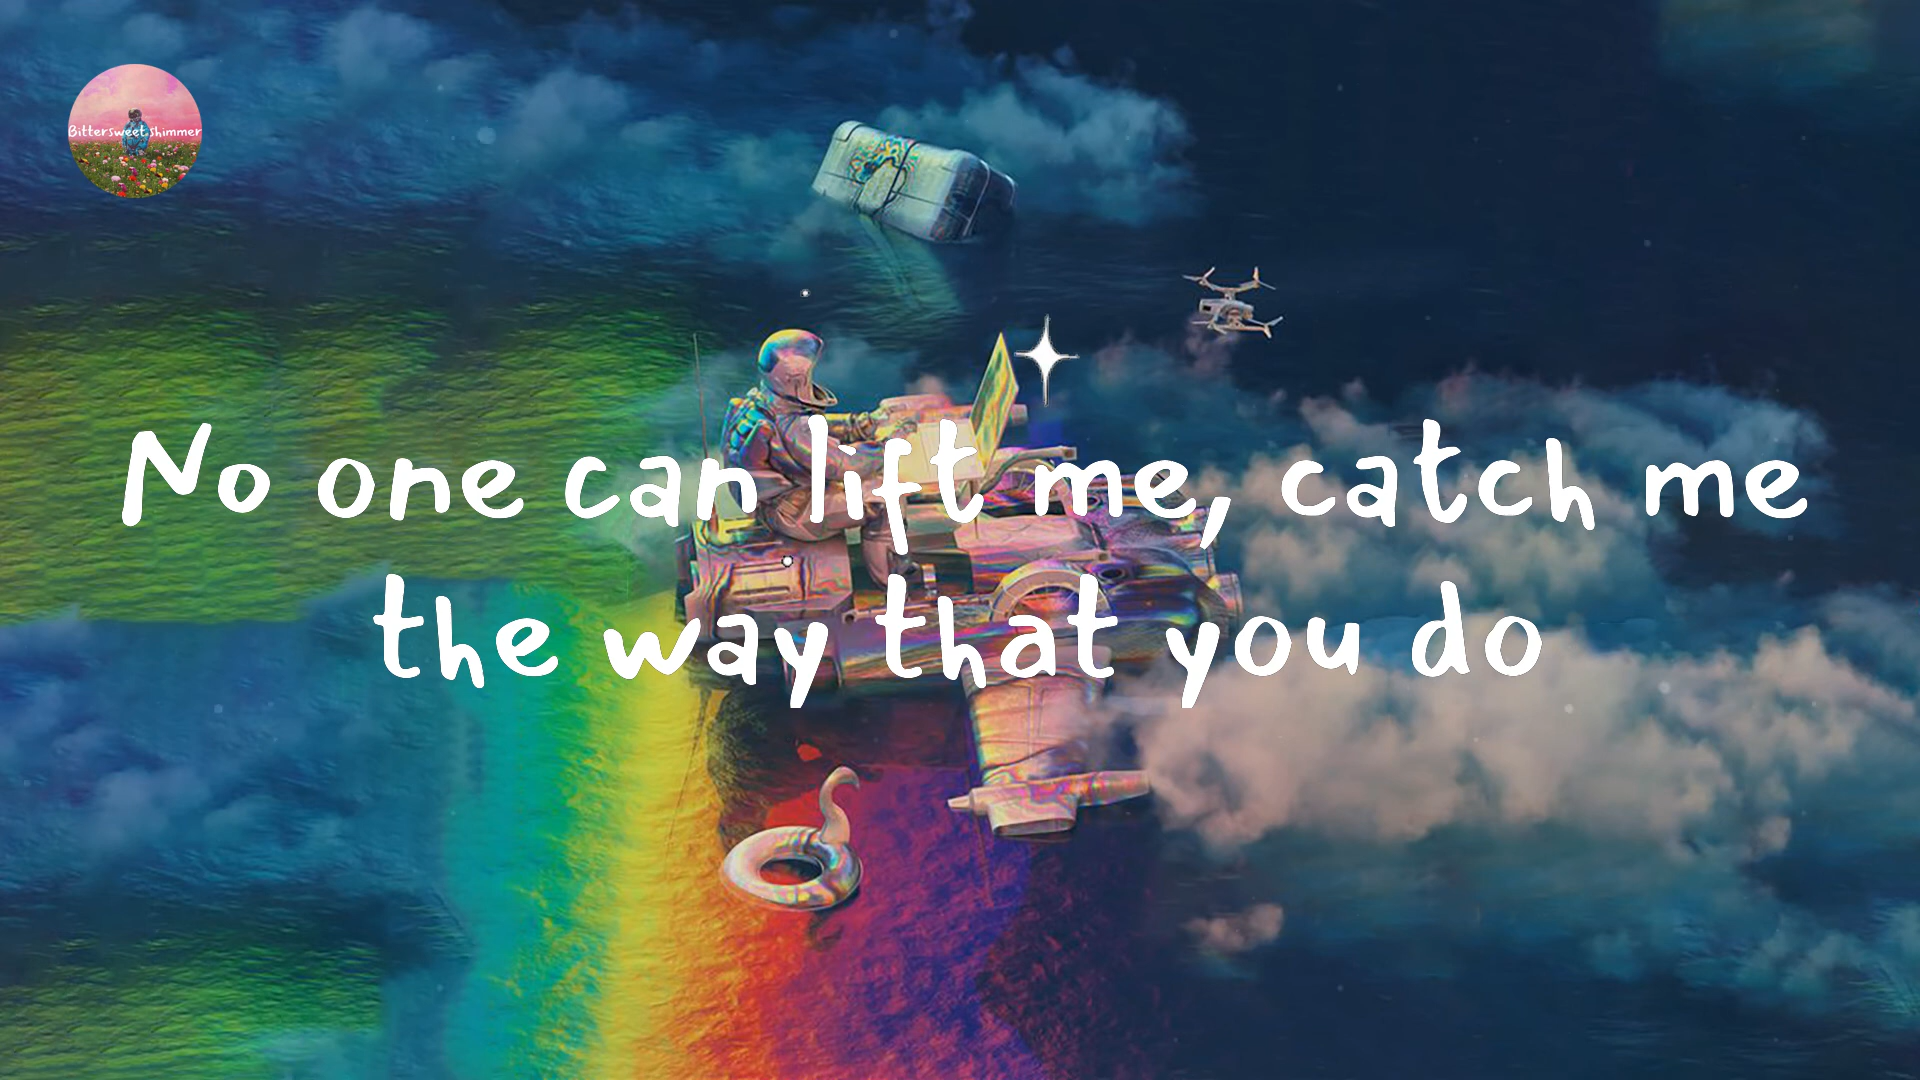 Bittersweet shimmer
No one can lift me, catch me
the way that you do